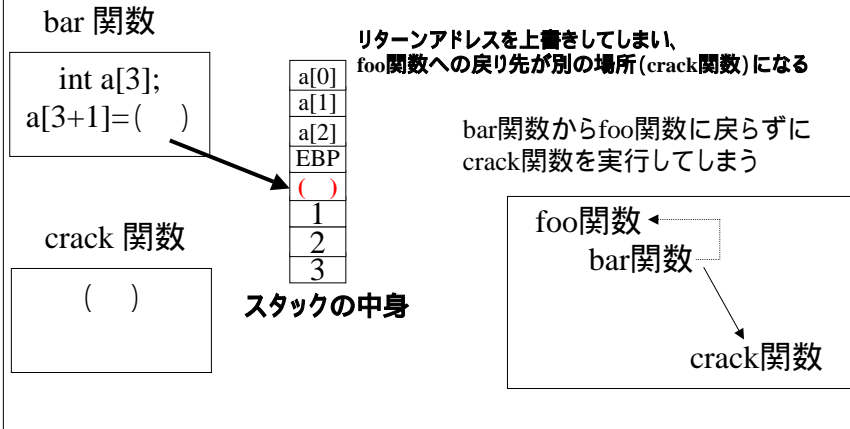 bar 関数
int a[3];
a[3+1]=(　)
crack 関数
(　)
a[0]
a[1]
a[2]
EBP
(　)
1
2
3
スタックの中身
リターンアドレスを上書きしてしまい、
foo関数への戻り先が別の場所(crack関数)になる
bar関数からfoo関数に戻らずに
crack関数を実行してしまう
foo関数
bar関数
crack関数